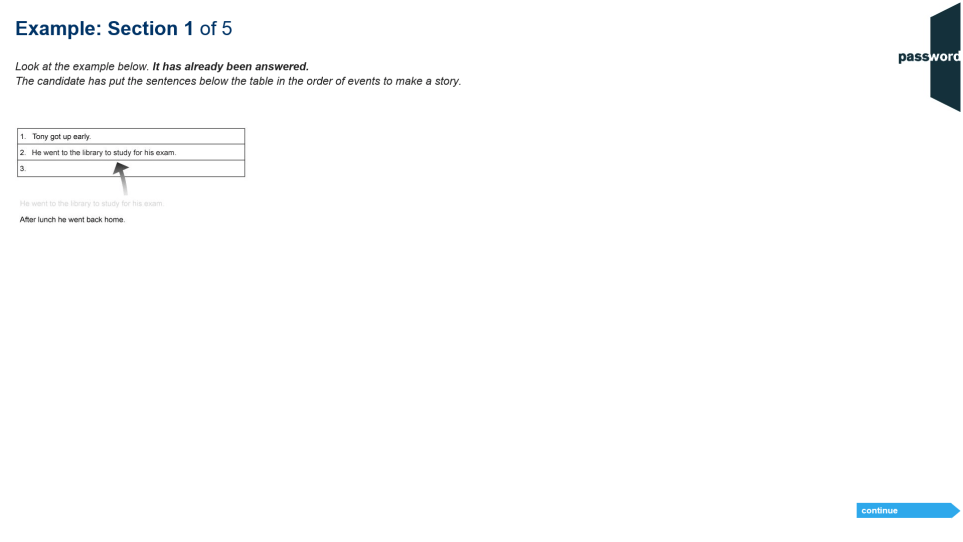 Example: Section 1 of 5
password
Look at the example below. It has already been answered.
The candidate has put the sentences below the table in the order of events to make a story.
1. Tony got up early.
2. He went to the library to study for his exam.
3.
He went to the library to study for his exam.
After lunch he went back home.
continue